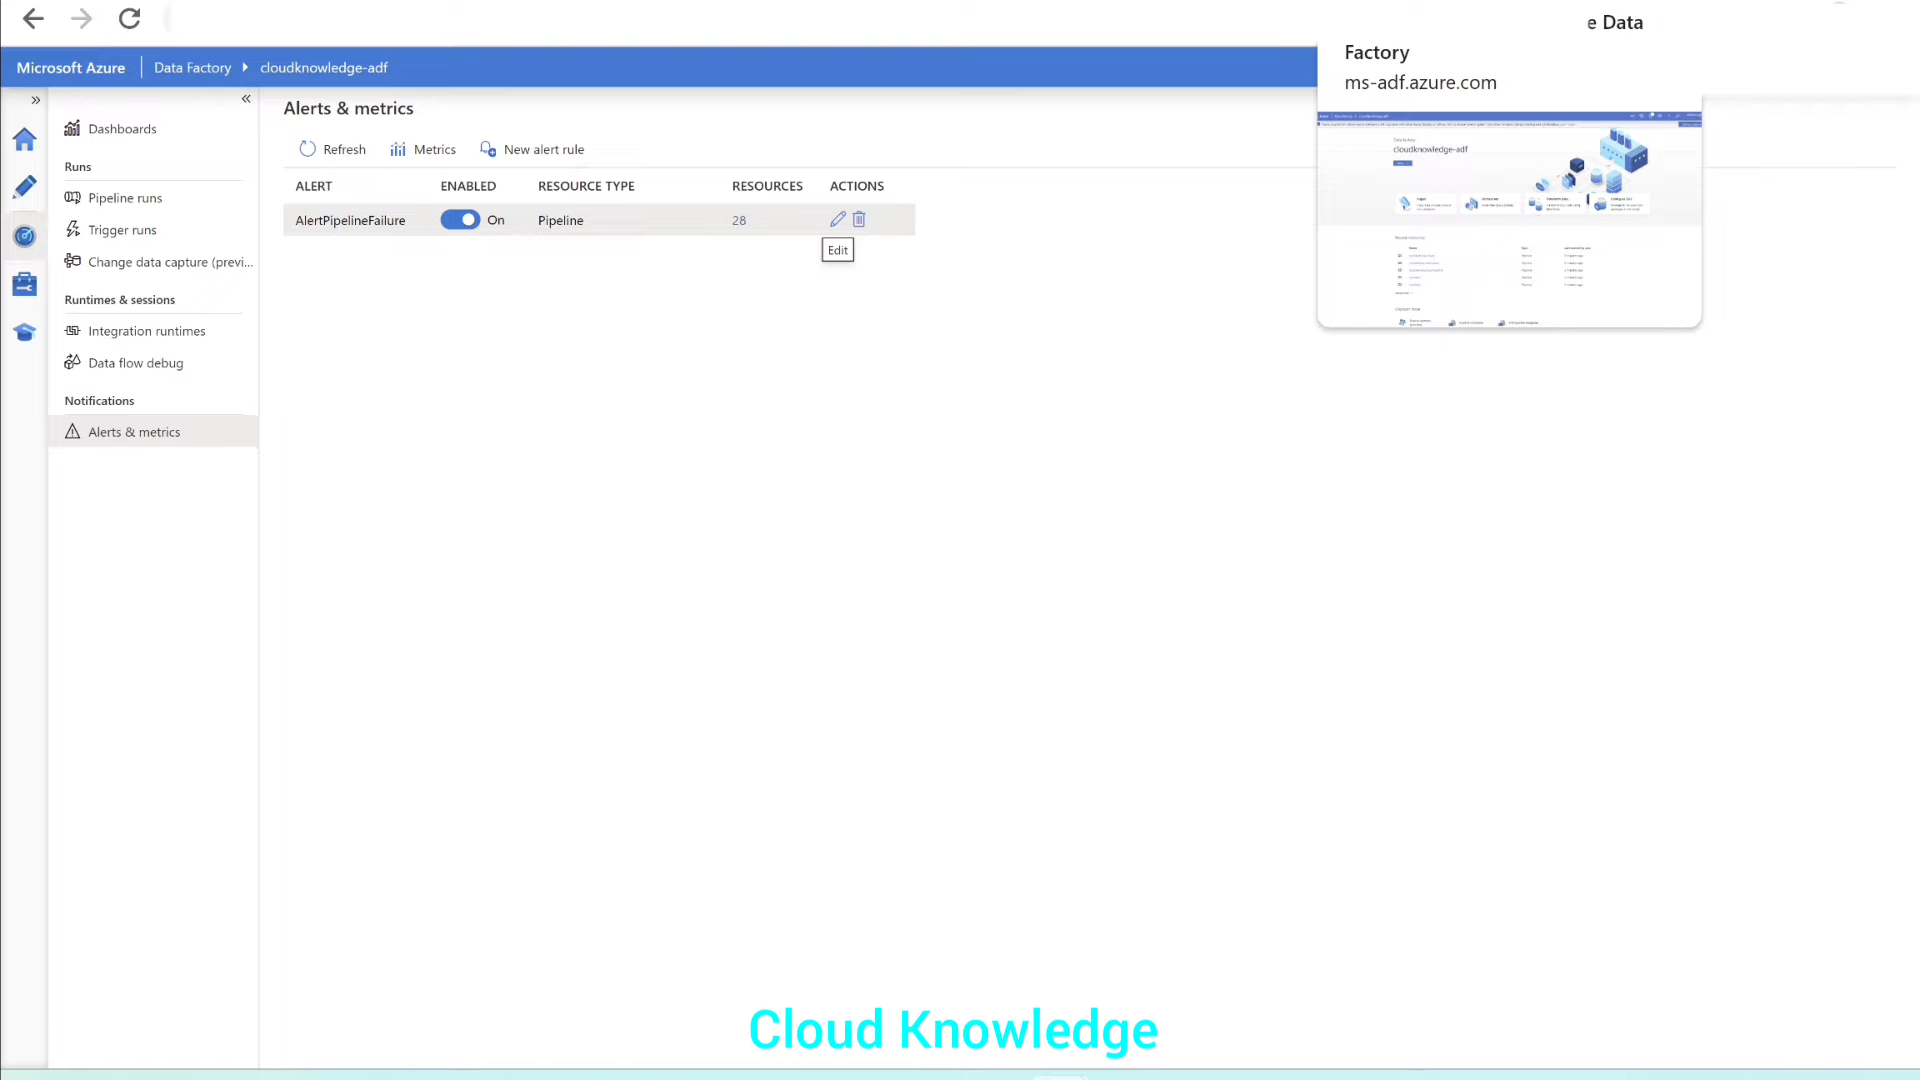 e Data
Factory
ms-adf.azure.com
Microsoft Azure
Data Factory
cloudknowledge-adf
Dashboards
Runs
Pipeline runs
Trigger runs
Change data capture (previ...
Runtimes & sessions
Integration runtimes
Data flow debug
Notifications
Alerts & metrics
Alerts & metrics
Refresh
Metrics
New alert rule
ALERT ENABLED RESOURCE TYPE RESOURCES ACTIONS
AlertPipelineFailure On Pipeline 28
Edit
cloudknowledge-adf
Cloud Knowledge